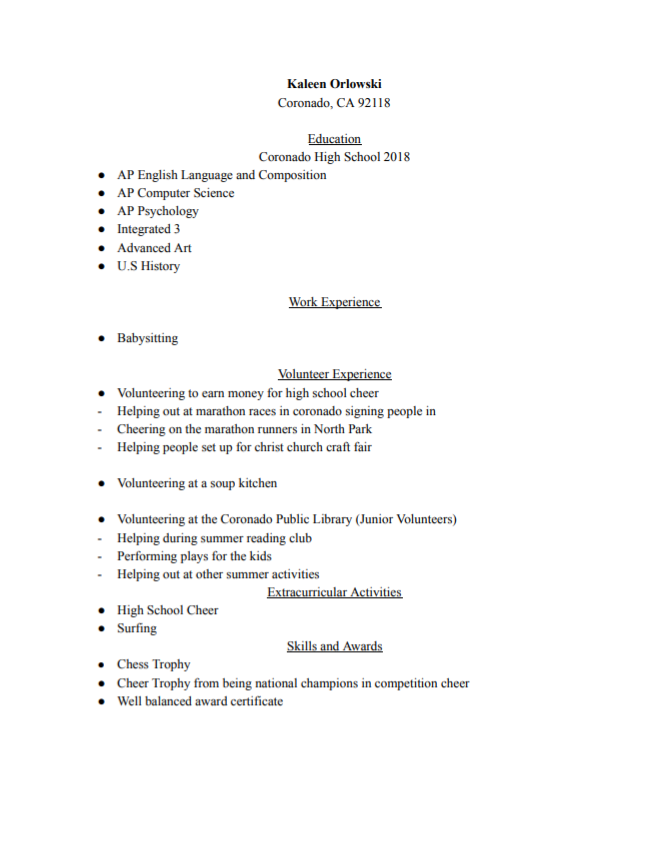 Kaleen Orlowski
Coronado, CA 92118
Education
Coronado High School 2018
● AP English Language and Composition
● AP Computer Science
● AP Psychology
● Integrated 3
● Advanced Art
● U.S History
Work Experience
● Babysitting
Volunteer Experience
● Volunteering to earn money for high school cheer
- Helping out at marathon races in coronado signing people in
- Cheering on the marathon runners in North Park
- Helping people set up for christ church craft fair
● Volunteering at a soup kitchen
● Volunteering at the Coronado Public Library (Junior Volunteers)
- Helping during summer reading club
- Performing plays for the kids
- Helping out at other summer activities
Extracurricular Activities
● High School Cheer
● Surfing
Skills and Awards
● Chess Trophy
● Cheer Trophy from being national champions in competition cheer
● Well balanced award certificate